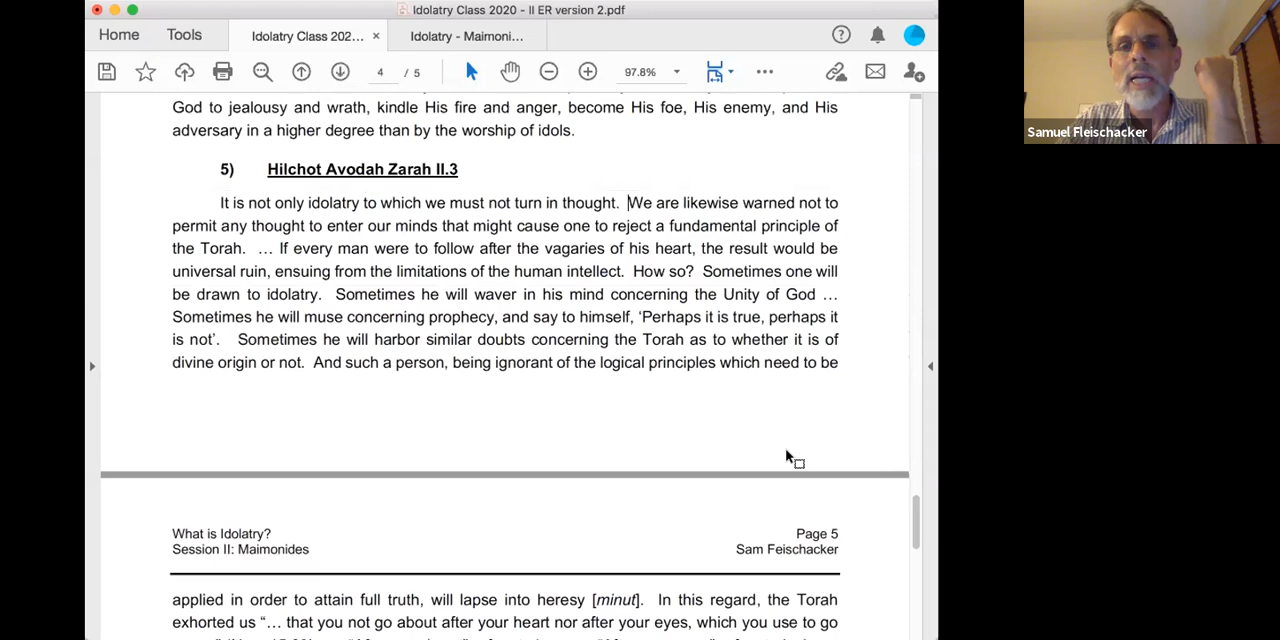 Idolatry Class 2020 - II ER version 2.pdf
Home Tools Idolatry Class 202... × Idolatry - Maimoni...
4 / 5 97.8%
God to jealousy and wrath, kindle His fire and anger, become His foe, His enemy, and His
adversary in a higher degree than by the worship of idols.
5) Hilchot Avodah Zarah II.3
It is not only idolatry to which we must not turn in thought. We are likewise warned not to
permit any thought to enter our minds that might cause one to reject a fundamental principle of
the Torah. … If every man were to follow after the vagaries of his heart, the result would be
universal ruin, ensuing from the limitations of the human intellect. How so? Sometimes one will
be drawn to idolatry. Sometimes he will waver in his mind concerning the Unity of God …
Sometimes he will muse concerning prophecy, and say to himself, ‘Perhaps it is true, perhaps it
is not’. Sometimes he will harbor similar doubts concerning the Torah as to whether it is of
divine origin or not. And such a person, being ignorant of the logical principles which need to be
What is Idolatry? Page 5
Session II: Maimonides Sam Feischacker
applied in order to attain full truth, will lapse into heresy [minut]. In this regard, the Torah
exhorted us “… that you not go about after your heart nor after your eyes, which you use to go
Samuel Fleischacker